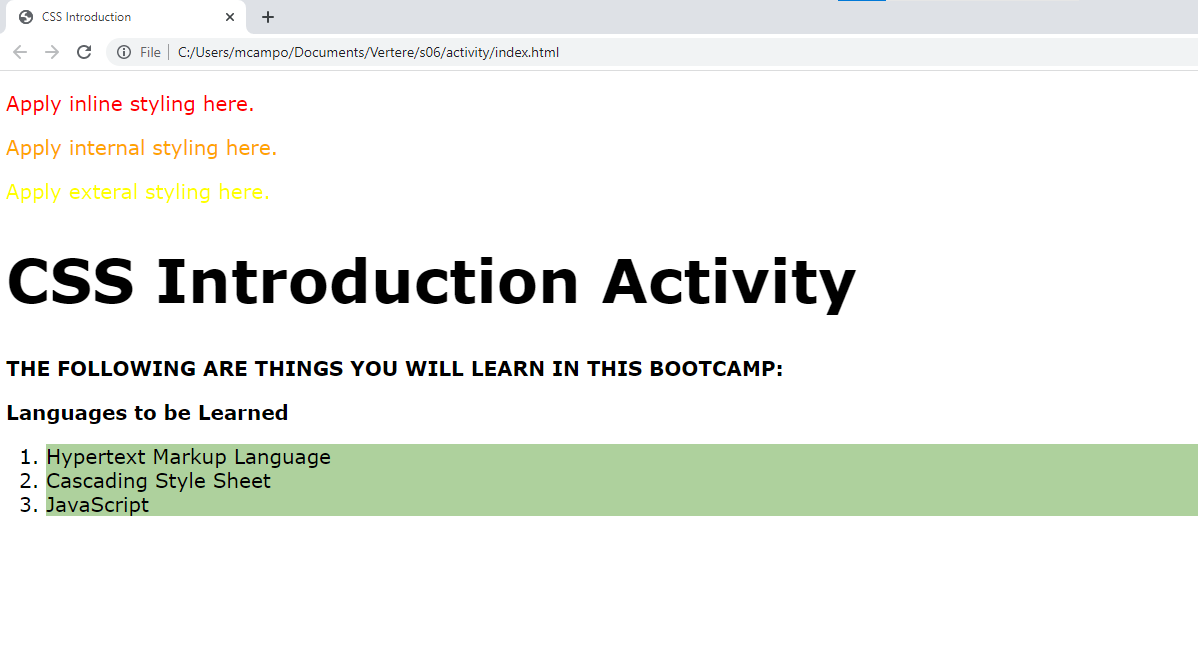 CSS Introduction
File C:/Users/mcampo/Documents/Vertere/s06/activity/index.html
Apply inline styling here.
Apply internal styling here.
Apply exteral styling here.
CSS Introduction Activity
THE FOLLOWING ARE THINGS YOU WILL LEARN IN THIS BOOTCAMP:
Languages to be Learned
1. Hypertext Markup Language
2. Cascading Style Sheet
3. JavaScript